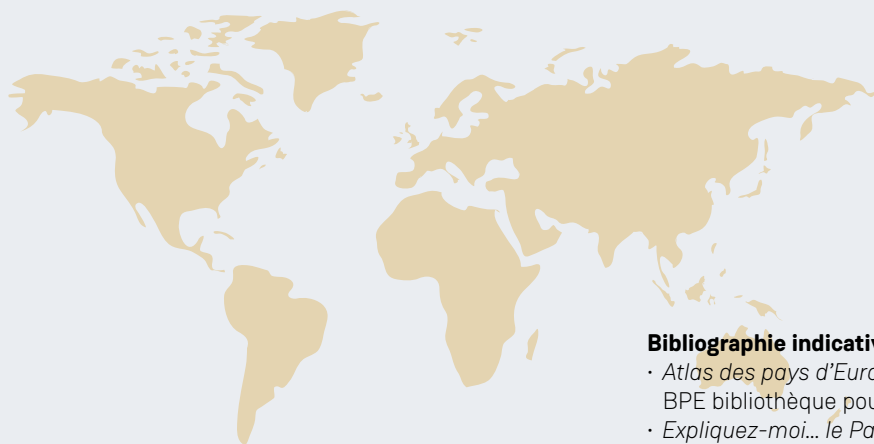 Bibliographie indicativ
· Atlas des pays d'Euro
BPE bibliothèque pou
· Expliquez-moi... le Pa